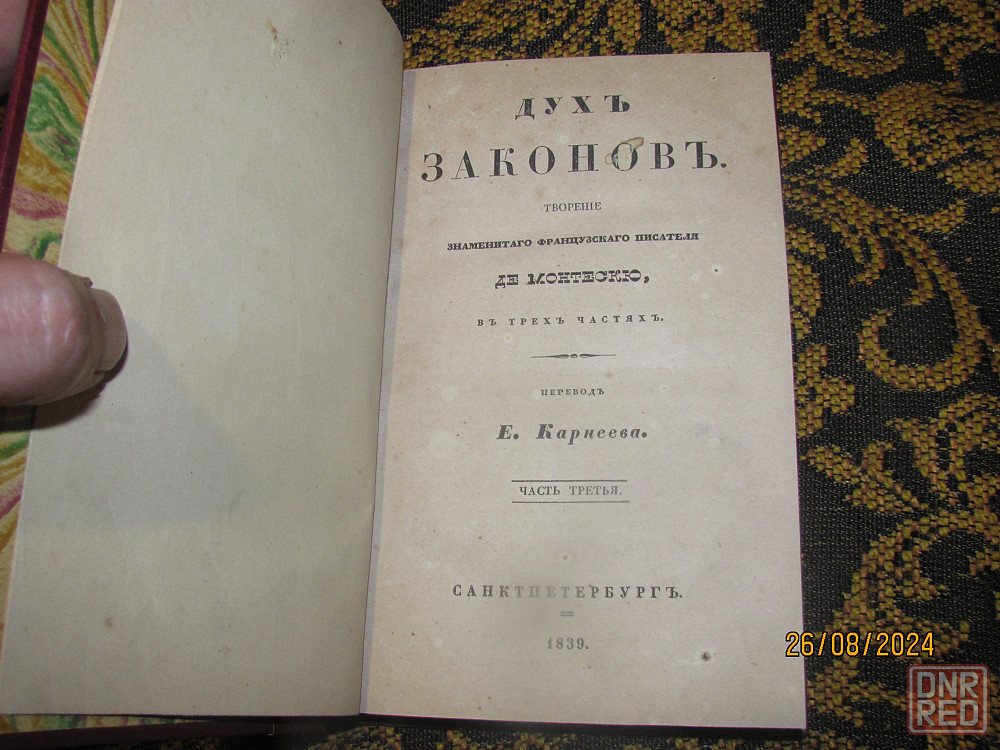 ДУХЪ
ЗАКОНОВЪ.
ТВОРЕНІЕ
ЗНАМЕНИТАГО ФРАНЦУЗСКАГО ПИСАТЕЛЯ
ДЕ МОНТЕСКЮ,
ВЪ ТРЕХЪ ЧАСТЯХЪ.
ПЕРЕВОДЪ
Е. Карнеева.
ЧАСТЬ ТРЕТЬЯ.
САНКТПЕТЕРБУРГЪ.
1839.
26/08/2024
DNR
RED